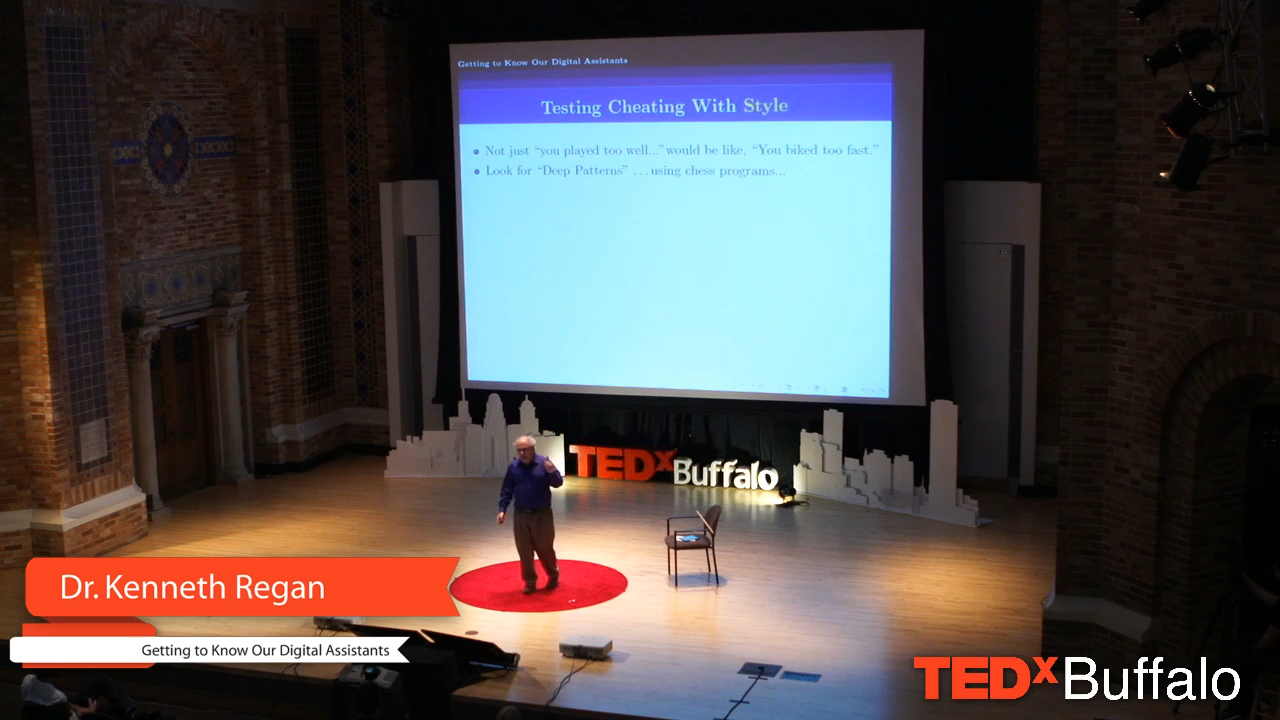 Getting to Know Our Digital Assistants
Testing Cheating With Style
Not just “you played too well...” would be like, “You biked too fast.”
Look for “Deep Patterns” ...using chess programs...
TEDx Buffalo
Dr. Kenneth Regan
Getting to Know Our Digital Assistants
TEDxBuffalo